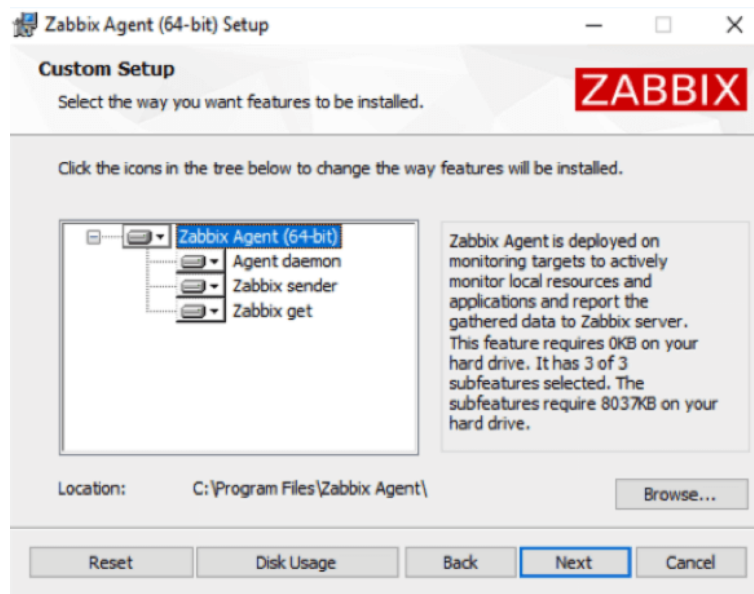 Zabbix Agent (64-bit) Setup
Custom Setup
Select the way you want features to be installed.
ZABBIX
Click the icons in the tree below to change the way features will be installed.
Zabbix Agent (64-bit)
Agent daemon
Zabbix sender
Zabbix get
Zabbix Agent is deployed on
monitoring targets to actively
monitor local resources and
applications and report the
gathered data to Zabbix server.
This feature requires 0KB on your
hard drive. It has 3 of 3
subfeatures selected. The
subfeatures require 8037KB on your
hard drive.
Location: C:\Program Files\Zabbix Agent\
Browse...
Reset Disk Usage Back Next Cancel